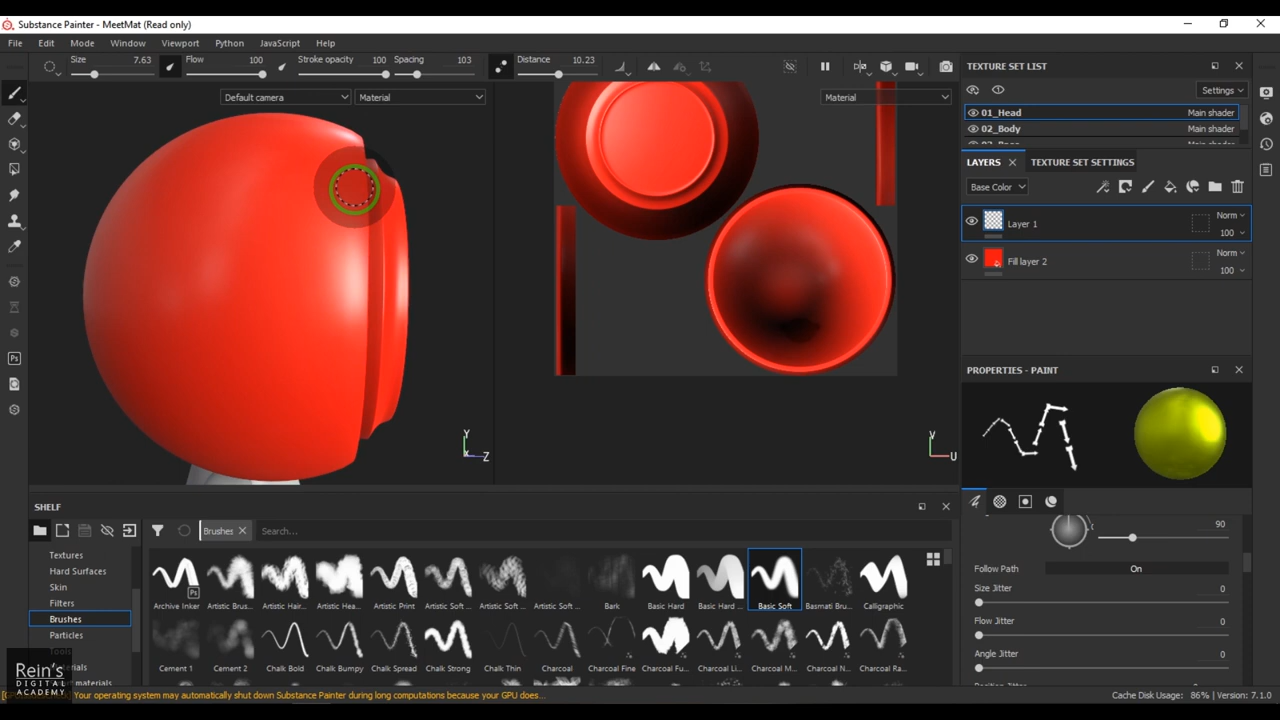 Substance Painter - MeetMat (Read only)
File Edit Mode Window Viewport Python JavaScript Help
Size 7.63 Flow 100 Stroke opacity 100 Spacing 103 Distance 10.23
Default camera Material Material
TEXTURE SET LIST
Settings
01_Head Main shader
02_Body Main shader
LAYERS TEXTURE SET SETTINGS
Base Color
Layer 1 Norm 100
Fill layer 2 Norm 100
PROPERTIES - PAINT
90
Follow Path On
Size Jitter 0
Flow Jitter 0
Angle Jitter 0
Y
Z
V
U
SHELF
Brushes Search...
Textures
Hard Surfaces
Skin
Filters
Brushes
Particles
Ps
Archive Inker Artistic Brus... Artistic Hair... Artistic Hea... Artistic Print Artistic Soft ... Artistic Soft ... Artistic Soft ... Bark Basic Hard Basic Hard ... Basic Soft Basmati Bru... Calligraphic
Cement 1 Cement 2 Chalk Bold Chalk Bumpy Chalk Spread Chalk Strong Chalk Thin Charcoal Charcoal Fine Charcoal Fu... Charcoal Li... Charcoal M... Charcoal N... Charcoal Ra...
Rein's
DIGITAL
ACADEMY
Your operating system may automatically shut down Substance Painter during long computations because your GPU does...
Cache Disk Usage: 86% | Version: 7.1.0